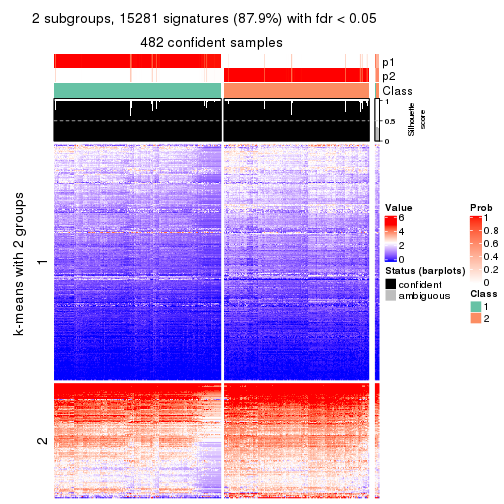 2 subgroups, 15281 signatures (87.9%) with fdr < 0.05
482 confident samples
p1
p2
Class
1
0.5
0
Silhouette
score
k-means with 2 groups
1
2
Value
6
4
2
0
Status (barplots)
confident
ambiguous
Prob
1
0.8
0.6
0.4
0.2
0
Class
1
2